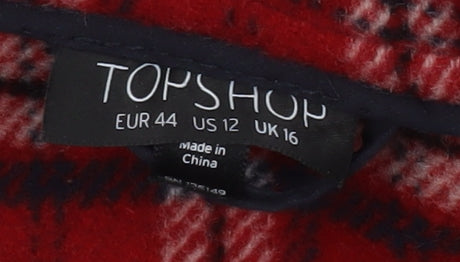 TOPSHOP
EUR 44 US 12 UK 16
Made in
China